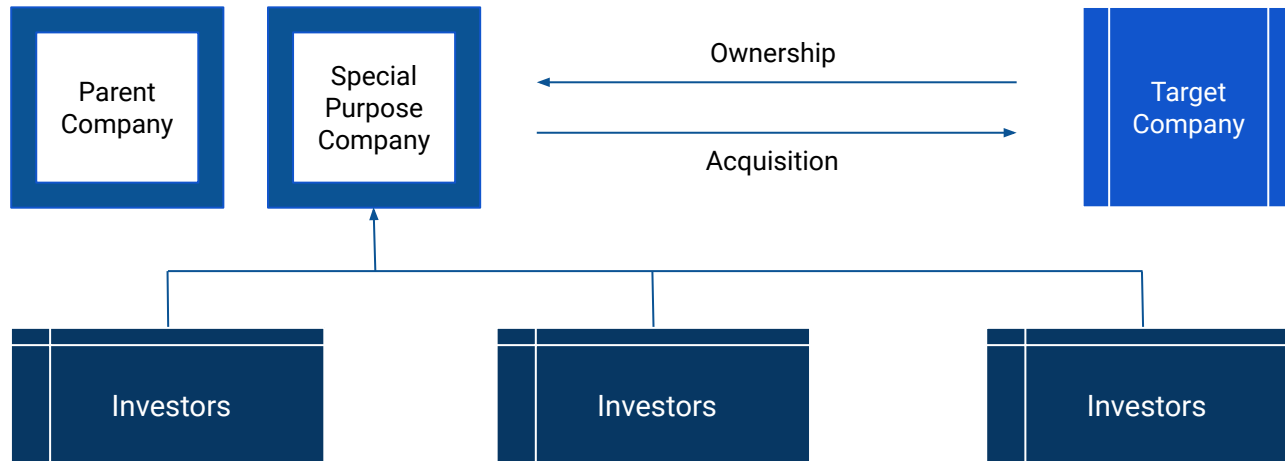 Parent
Company
Special
Purpose
Company
Ownership
Acquisition
Target
Company
Investors
Investors
Investors